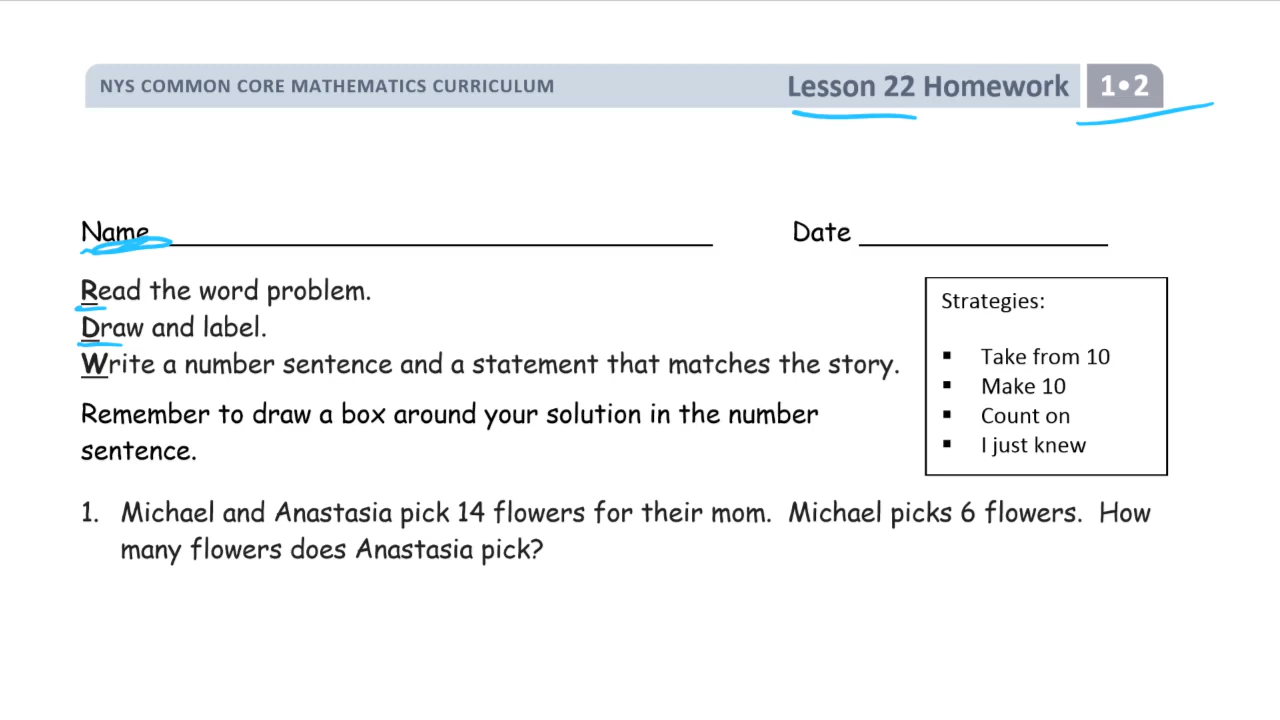 NYS COMMON CORE MATHEMATICS CURRICULUM Lesson 22 Homework 1•2
Name Date
Read the word problem.
Draw and label.
Write a number sentence and a statement that matches the story.
Remember to draw a box around your solution in the number
sentence.
Strategies:
▪ Take from 10
▪ Make 10
▪ Count on
▪ I just knew
1. Michael and Anastasia pick 14 flowers for their mom. Michael picks 6 flowers. How
many flowers does Anastasia pick?